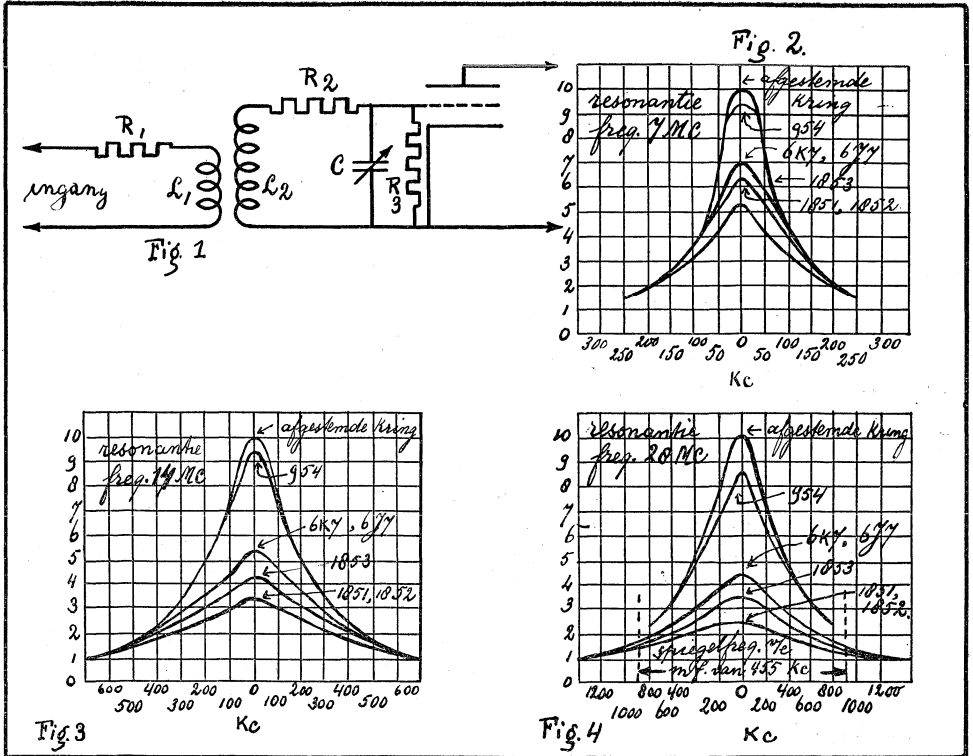 R1
ingang
L1
L2
R2
C
R3
Fig. 1
Fig. 2.
resonantie
freq. 7 MC
afgestemde
Kring
954
6K7, 6J7
1853
1851, 1852
10
9
8
7
6
5
4
3
2
1
0
300 200 100 0 100 200 300
250 150 50 50 150 250
Kc
resonantie
freq. 14 MC
afgestemde Kring
954
6K7, 6J7
1853
1851, 1852
10
9
8
7
6
5
4
3
2
1
0
600 400 200 0 200 400 600
500 300 100 100 300 500
Kc
Fig. 3
resonantie
freq. 28 MC
afgestemde Kring
954
6K7, 6J7
1853
1851,
1852.
spiegelfreq. v/e
m.f. van 455 Kc
10
9
8
7
6
5
4
3
2
1
0
1200 800 400 0 400 800 1200
1000 600 200 200 600 1000
Kc
Fig. 4